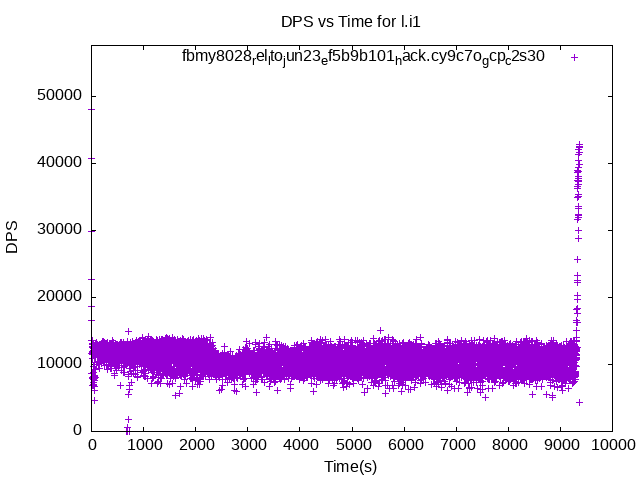 DPS vs Time for l.i1
fbmy8028rel_ltojun23ef5b9b101hack.cy9c7ogcpc2s30
50000
40000
30000
20000
10000
0
DPS
0 1000 2000 3000 4000 5000 6000 7000 8000 9000 10000
Time(s)